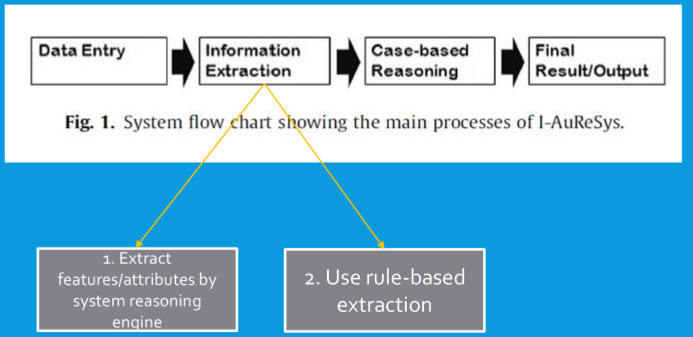 Data Entry
Information
Extraction
Case-based
Reasoning
Final
Result/Output
Fig. 1. System flow chart showing the main processes of I-AuReSys.
1. Extract
features/attributes by
system reasoning
engine
2. Use rule-based
extraction